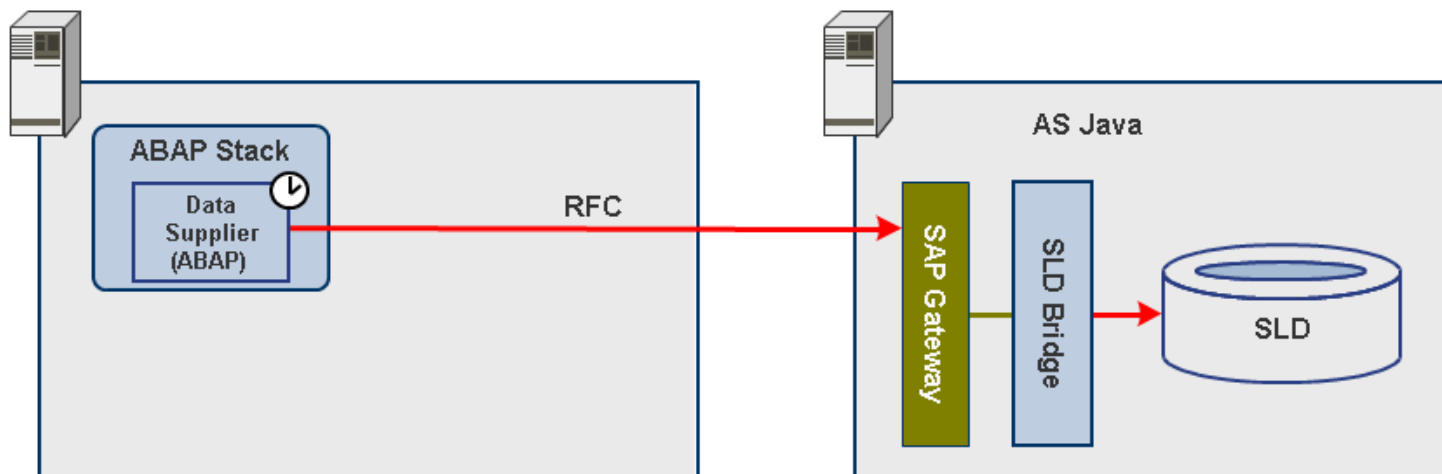 ABAP Stack
Data
Supplier
(ABAP)
RFC
AS Java
SAP Gateway
SLD Bridge
SLD